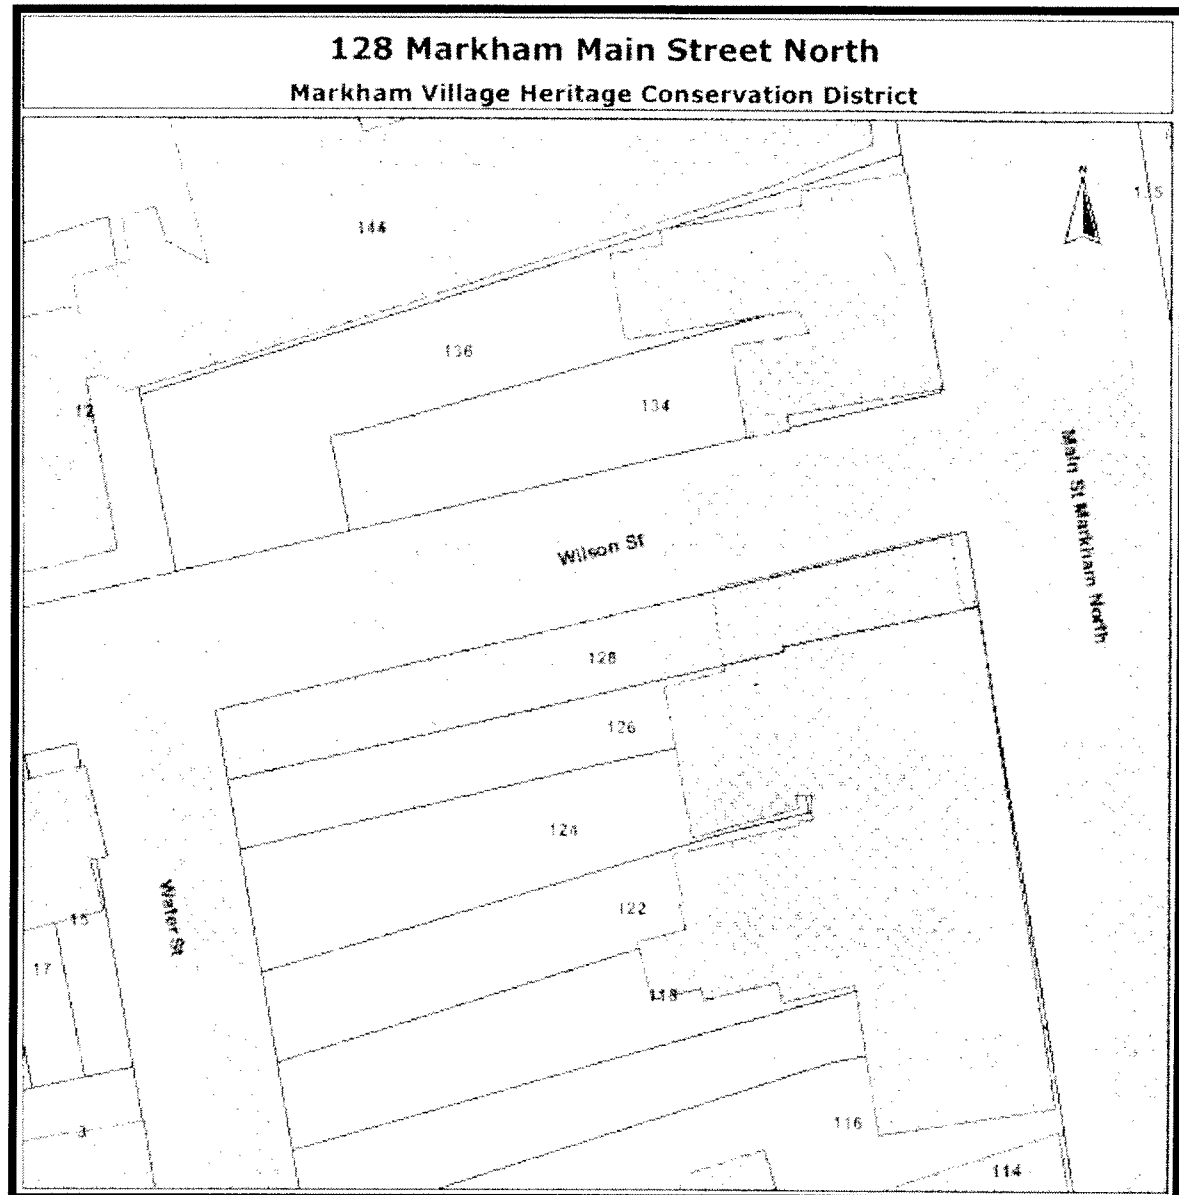 128 Markham Main Street North
Markham Village Heritage Conservation District
N
144
136
12
134
Main St Markham North
Wilson St
128
126
124
Water St
15
122
17
118
3
116
114